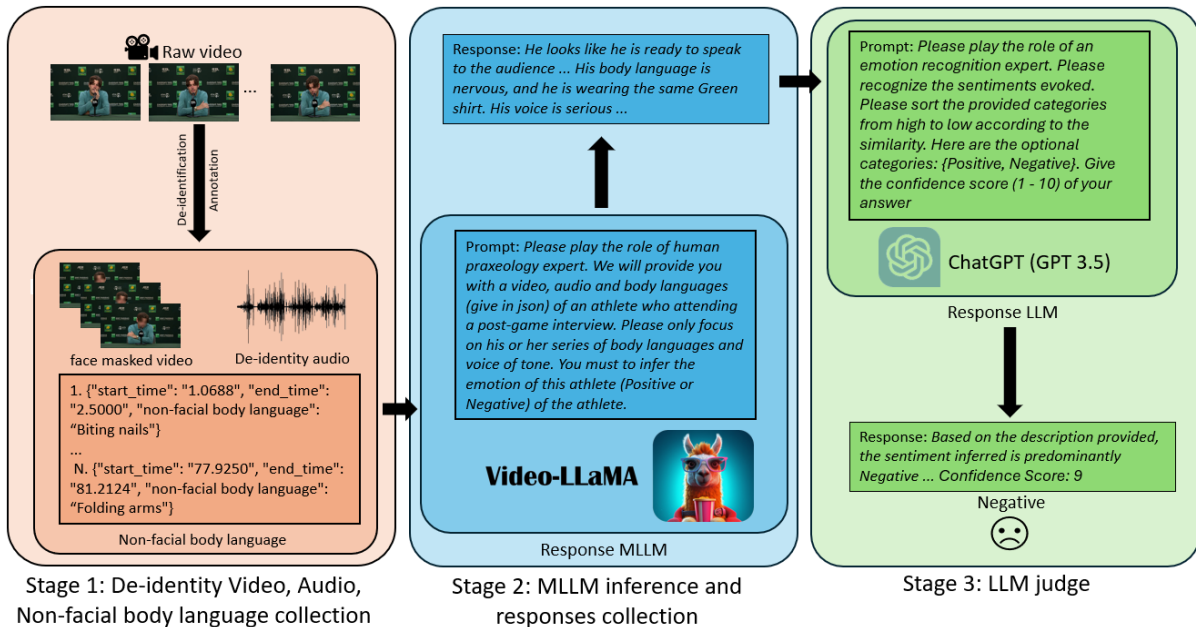 Raw video
...
De-identification
Annotation
face masked video
De-identity audio
1. {"start_time": "1.0688", "end_time":
"2.5000", "non-facial body language":
“Biting nails"}
...
N. {"start_time": "77.9250", "end_time":
"81.2124", "non-facial body language":
“Folding arms"}
Non-facial body language
Stage 1: De-identity Video, Audio,
Non-facial body language collection
Response: He looks like he is ready to speak
to the audience ... His body language is
nervous, and he is wearing the same Green
shirt. His voice is serious ...
Prompt: Please play the role of human
praxeology expert. We will provide you
with a video, audio and body languages
(give in json) of an athlete who attending
a post-game interview. Please only focus
on his or her series of body languages and
voice of tone. You must to infer the
emotion of this athlete (Positive or
Negative) of the athlete.
Video-LLaMA
Response MLLM
Stage 2: MLLM inference and
responses collection
Prompt: Please play the role of an
emotion recognition expert. Please
recognize the sentiments evoked.
Please sort the provided categories
from high to low according to the
similarity. Here are the optional
categories: {Positive, Negative}. Give
the confidence score (1 - 10) of your
answer
ChatGPT (GPT 3.5)
Response LLM
Response: Based on the description provided,
the sentiment inferred is predominantly
Negative ... Confidence Score: 9
Negative
Stage 3: LLM judge